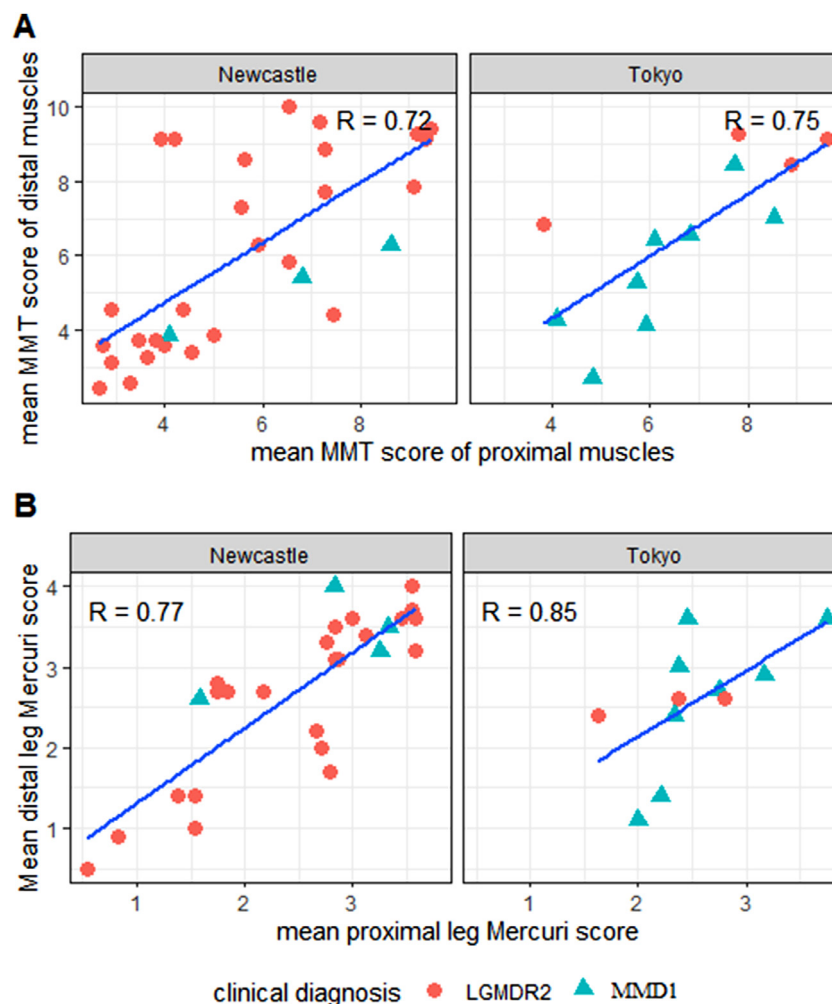 A
Newcastle
Tokyo
R = 0.72
R = 0.75
mean MMT score of distal muscles
10
8
6
4
4
6
8
4
6
8
mean MMT score of proximal muscles
B
Newcastle
Tokyo
R = 0.77
R = 0.85
Mean distal leg Mercuri score
4
3
2
1
1
2
3
1
2
3
mean proximal leg Mercuri score
clinical diagnosis LGMDR2 MMD1